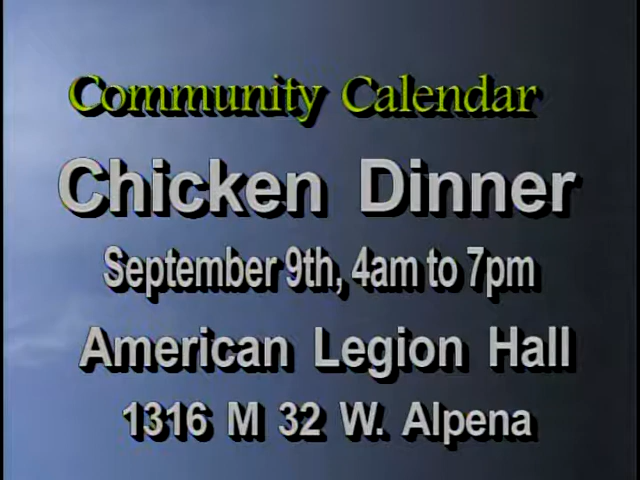 Community Calendar
Chicken Dinner
September 9th, 4am to 7pm
American Legion Hall
1316 M 32 W. Alpena